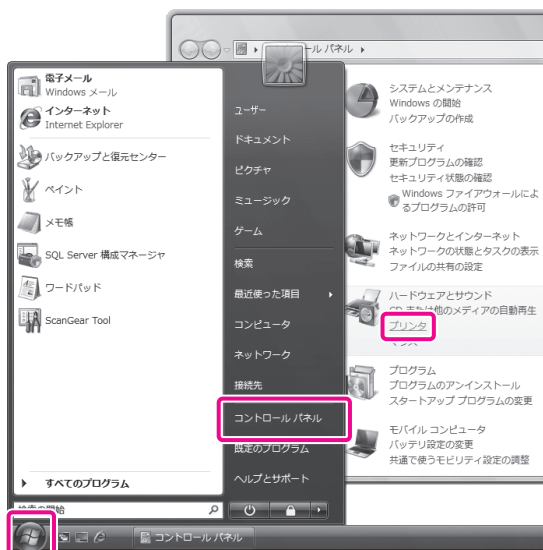 ール パネル
電子メール
Windows メール
インターネット
Internet Explorer
バックアップと復元センター
ペイント
メモ帳
SQL Server 構成マネージャ
ワードパッド
ScanGear Tool
すべてのプログラム
検索の開始
ユーザー
ドキュメント
ピクチャ
ミュージック
ゲーム
検索
最近使った項目
コンピュータ
ネットワーク
接続先
コントロール パネル
既定のプログラム
ヘルプとサポート
システムとメンテナンス
Windows の開始
バックアップの作成
セキュリティ
更新プログラムの確認
セキュリティ状態の確認
Windows ファイアウォールによ
るプログラムの許可
ネットワークとインターネット
ネットワークの状態とタスクの表示
ファイルの共有の設定
ハードウェアとサウンド
CD または他のメディアの自動再生
プリンタ
プログラム
プログラムのアンインストール
スタートアップ プログラムの変更
モバイル コンピュータ
バッテリ設定の変更
共通で使うモビリティ設定の調整
コントロール パネル